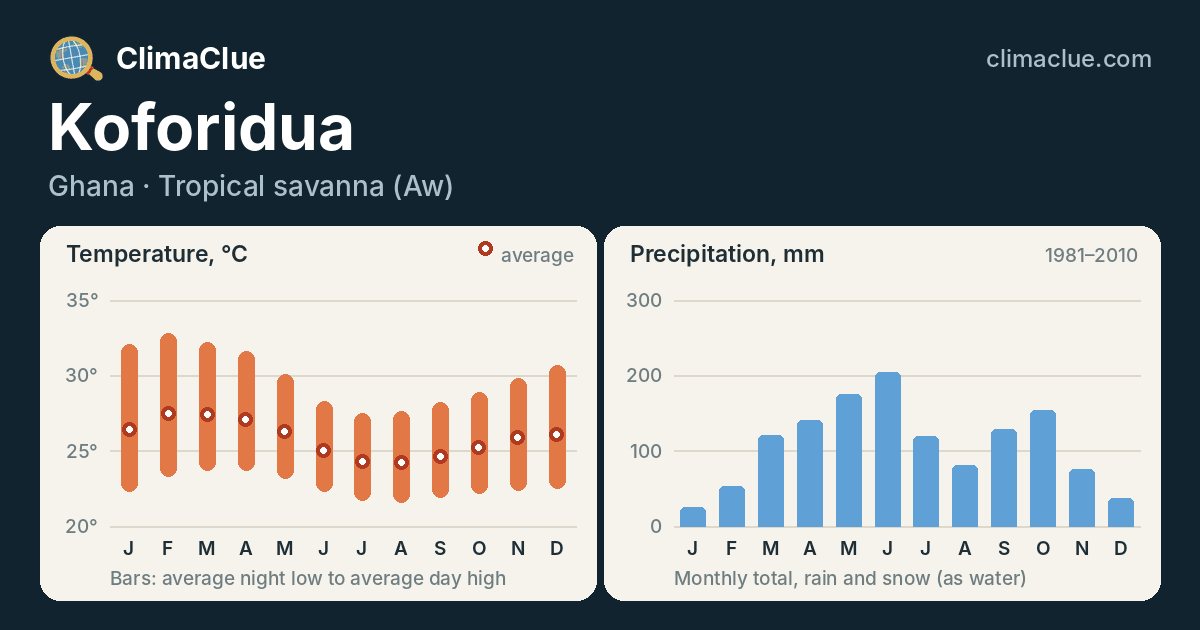 ClimaClue
climaclue.com
Koforidua
Ghana · Tropical savanna (Aw)
Temperature, °C
average
35°
30°
25°
20°
J F M A M J J A S O N D
Bars: average night low to average day high
Precipitation, mm
1981–2010
300
200
100
0
J F M A M J J A S O N D
Monthly total, rain and snow (as water)